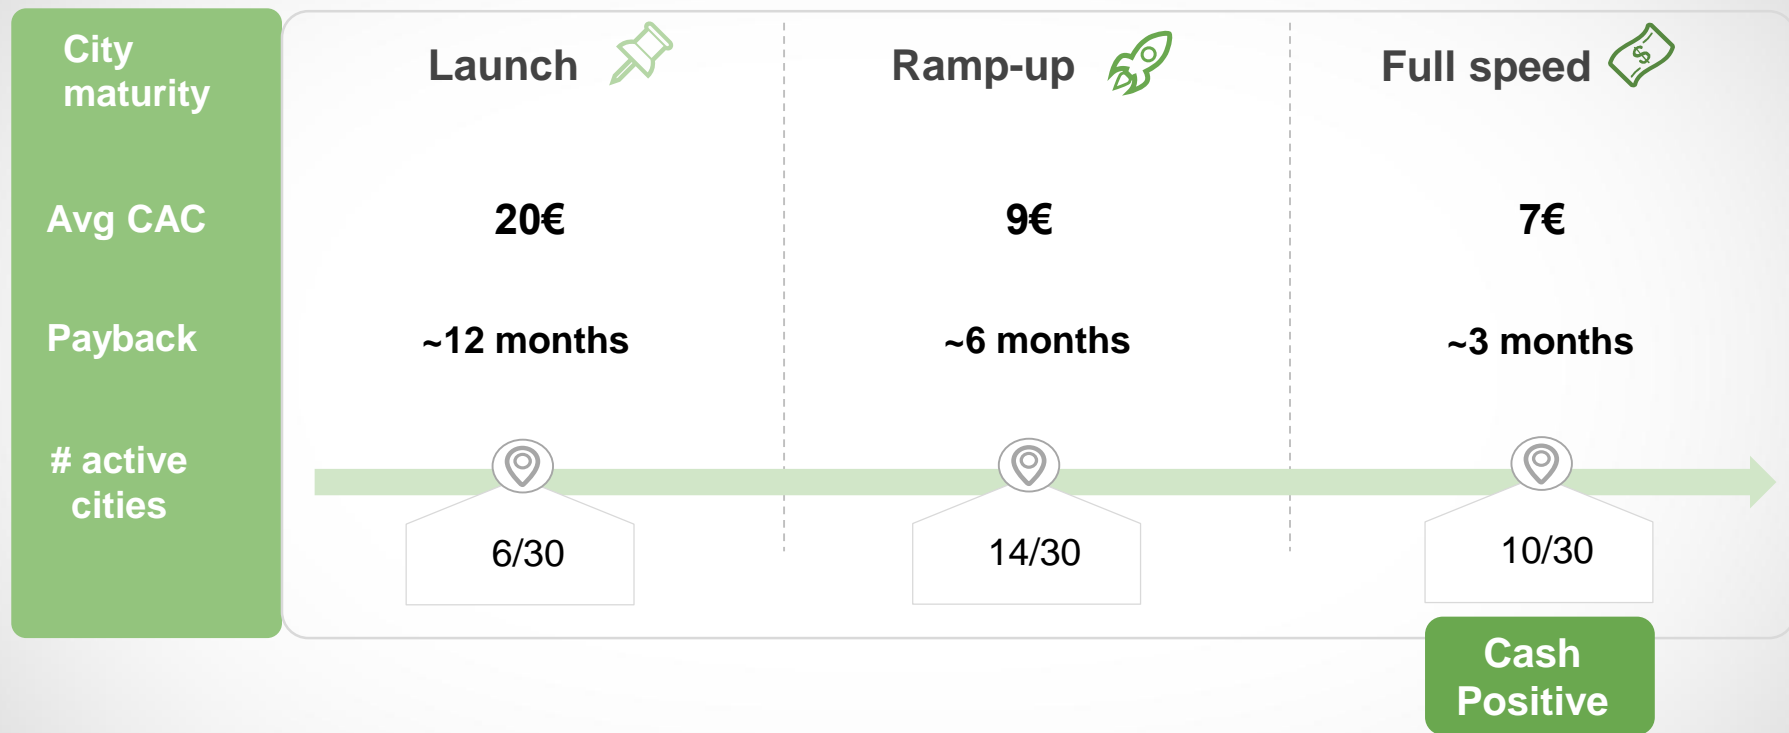 City
maturity
Launch
Ramp-up
Full speed
$
Avg CAC
20€
9€
7€
Payback
~12 months
~6 months
~3 months
# active
cities
6/30
14/30
10/30
Cash
Positive